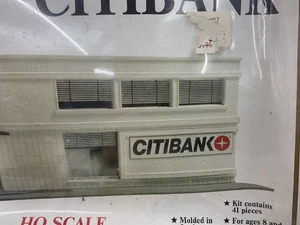 CITIBANK
CITIBANK
HO SCALE
★ Molded in
★ Kit contains
41 pieces
★ For ages 8 and